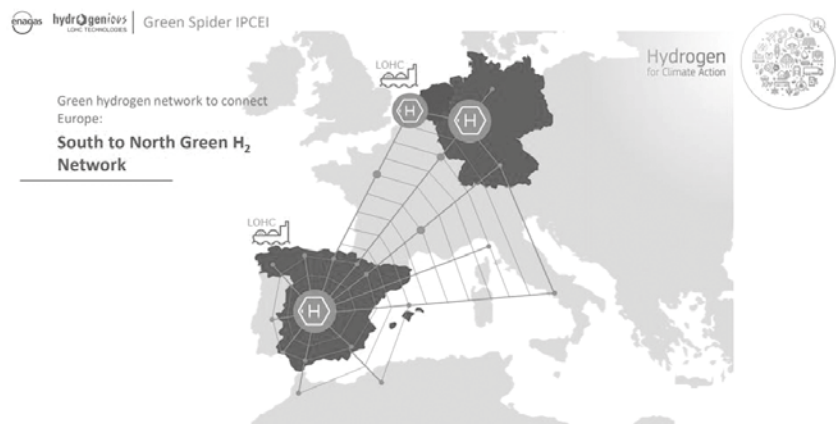 enagas hydrogenious Green Spider IPCEI
LOHC TECHNOLOGIES
Green hydrogen network to connect
Europe:
South to North Green H₂
Network
LOHC
H
H
Hydrogen
for Climate Action
H₂
LOHC
H